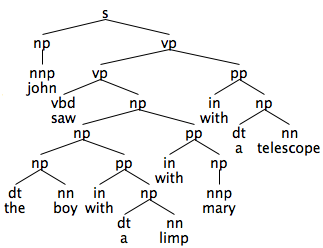 s
np vp
nnp vp pp
john
vbd np in np
saw with
np pp dt nn
a telescope
np pp in np
with
dt nn in np nnp
the boy with mary
dt nn
a limp